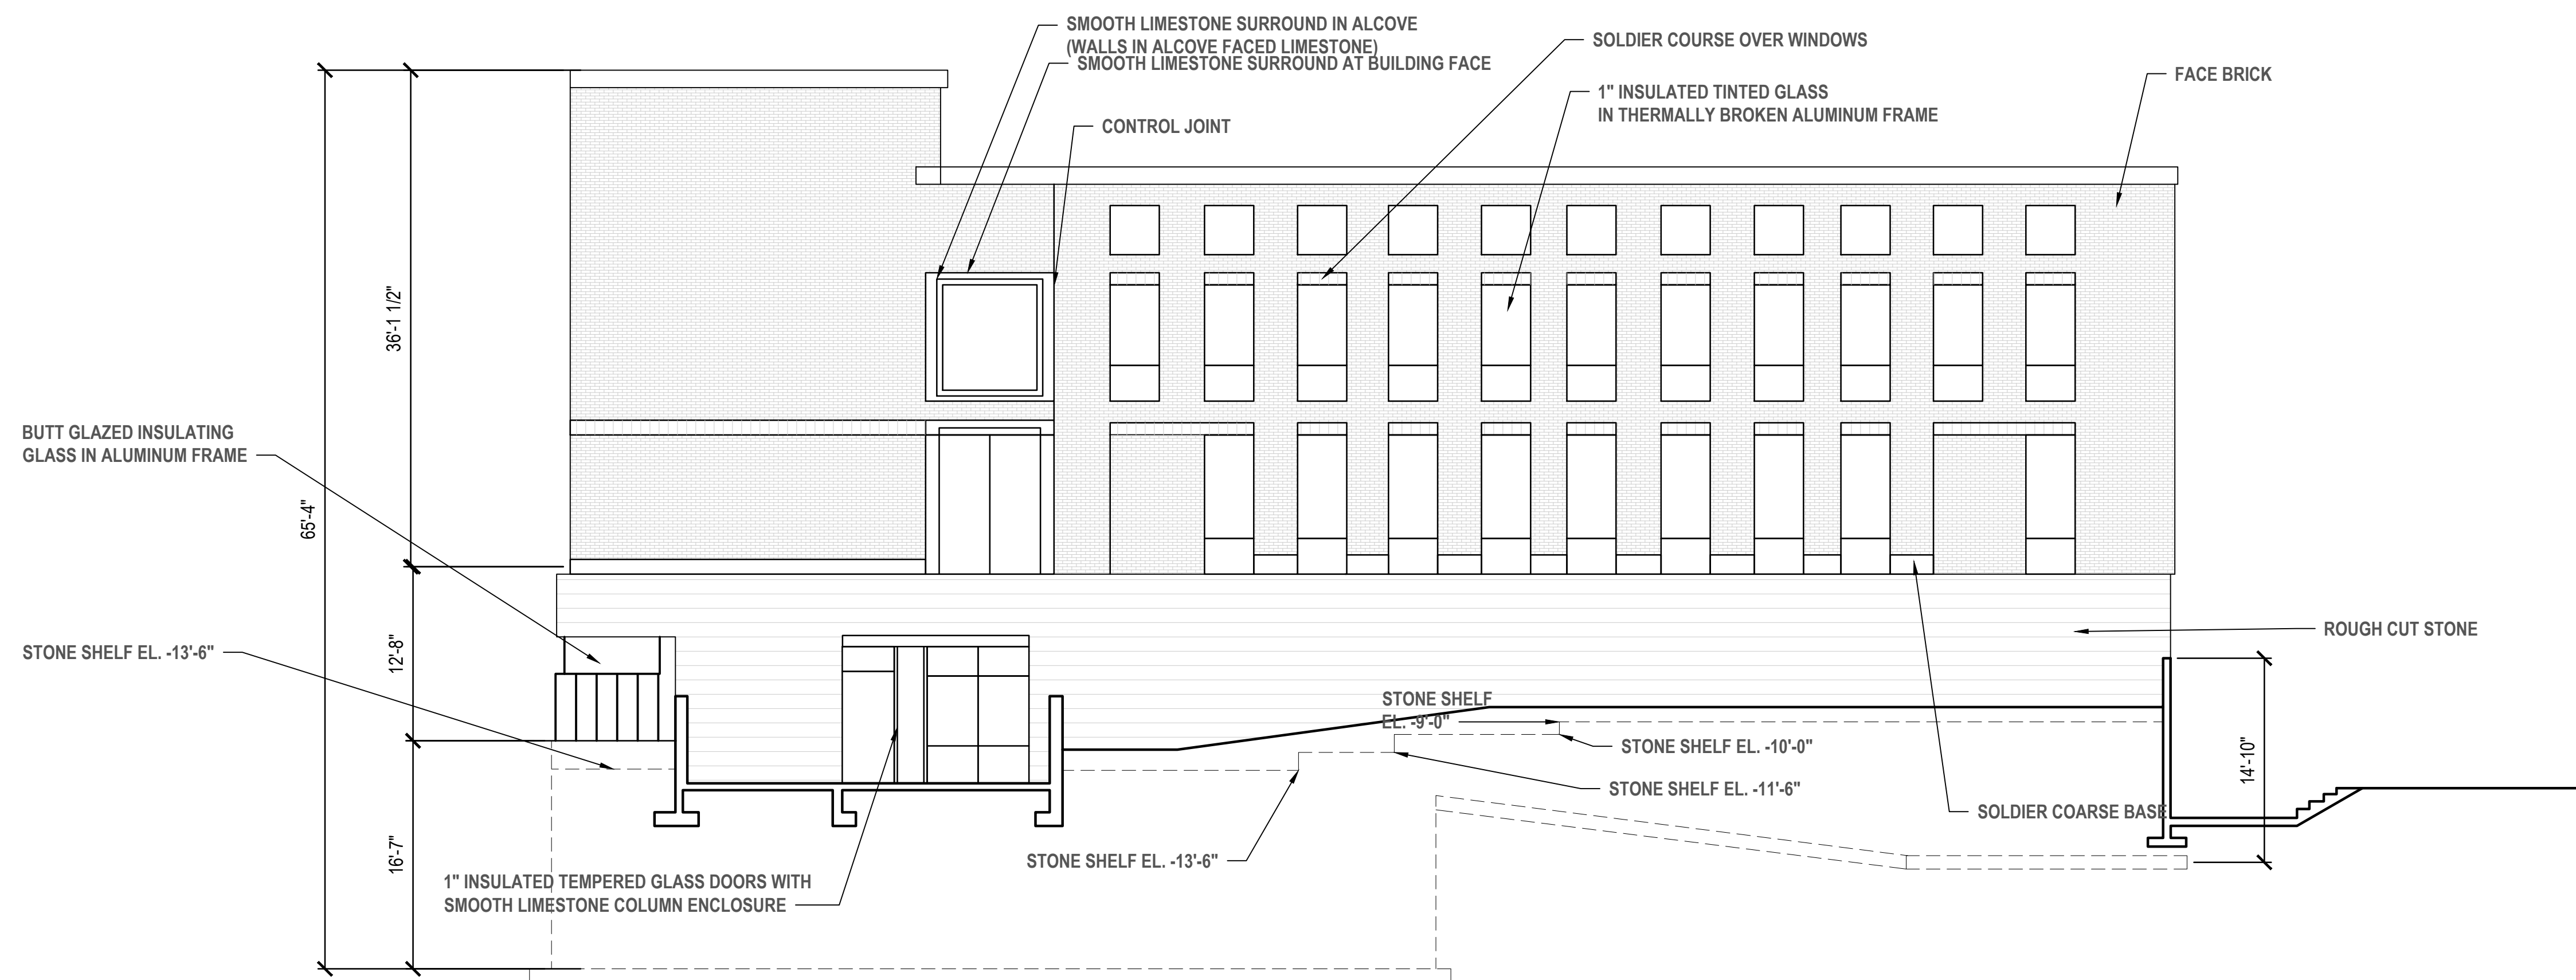 SMOOTH LIMESTONE SURROUND IN ALCOVE
(WALLS IN ALCOVE FACED LIMESTONE)
SMOOTH LIMESTONE SURROUND AT BUILDING FACE
SOLDIER COURSE OVER WINDOWS
FACE BRICK
1" INSULATED TINTED GLASS
IN THERMALLY BROKEN ALUMINUM FRAME
CONTROL JOINT
36'-1 1/2"
65'-4"
BUTT GLAZED INSULATING
GLASS IN ALUMINUM FRAME
12'-8"
STONE SHELF EL. -13'-6"
ROUGH CUT STONE
STONE SHELF
EL. -9'-0"
STONE SHELF EL. -10'-0"
14'-10"
STONE SHELF EL. -11'-6"
SOLDIER COARSE BASE
16'-7"
STONE SHELF EL. -13'-6"
1" INSULATED TEMPERED GLASS DOORS WITH
SMOOTH LIMESTONE COLUMN ENCLOSURE